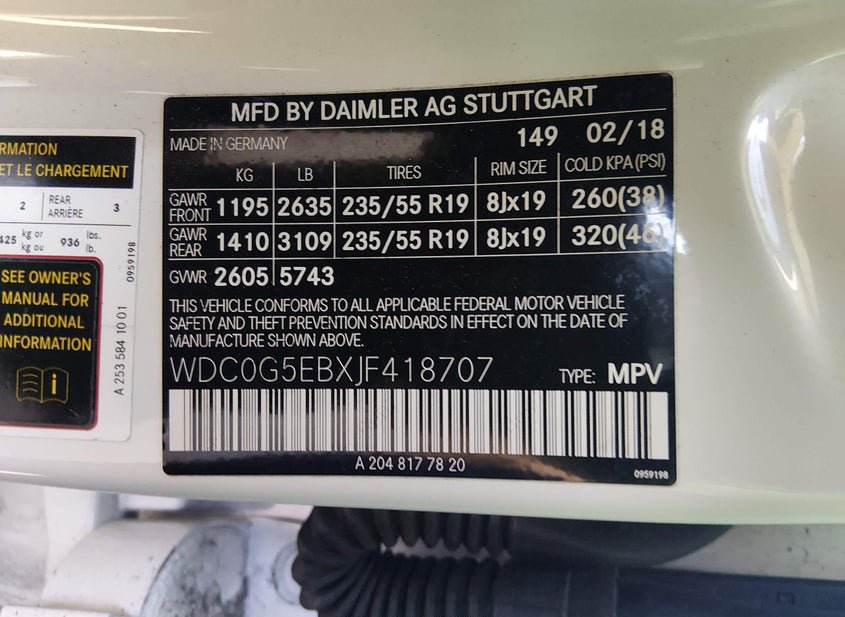 RMATION
ET LE CHARGEMENT
2 REAR ARRIÈRE 3
425 kg or kg ou 936 lbs. lb.
SEE OWNER'S
MANUAL FOR
ADDITIONAL
INFORMATION
A 253 584 10 01
0959198
MFD BY DAIMLER AG STUTTGART
MADE IN GERMANY 149 02/18
KG LB TIRES RIM SIZE COLD KPA (PSI)
GAWR FRONT 1195 2635 235/55 R19 8Jx19 260(38)
GAWR REAR 1410 3109 235/55 R19 8Jx19 320(46)
GVWR 2605 5743
THIS VEHICLE CONFORMS TO ALL APPLICABLE FEDERAL MOTOR VEHICLE
SAFETY AND THEFT PREVENTION STANDARDS IN EFFECT ON THE DATE OF
MANUFACTURE SHOWN ABOVE.
WDC0G5EBXJF418707 TYPE: MPV
A 204 817 78 20
0959198